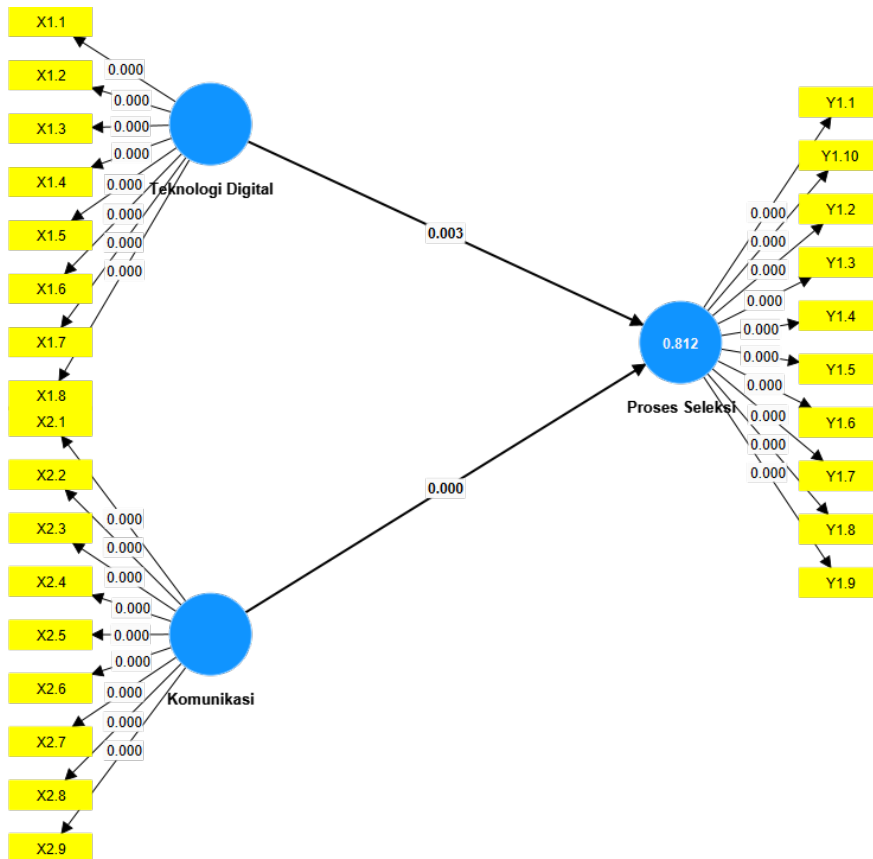 X1.1
X1.2
X1.3
X1.4
X1.5
X1.6
X1.7
X1.8
0.000
0.000
0.000
0.000
0.000
0.000
0.000
0.000
Teknologi Digital
X2.1
X2.2
X2.3
X2.4
X2.5
X2.6
X2.7
X2.8
X2.9
0.000
0.000
0.000
0.000
0.000
0.000
0.000
0.000
0.000
Komunikasi
0.003
0.000
0.812
Proses Seleksi
0.000
0.000
0.000
0.000
0.000
0.000
0.000
0.000
0.000
0.000
Y1.1
Y1.10
Y1.2
Y1.3
Y1.4
Y1.5
Y1.6
Y1.7
Y1.8
Y1.9